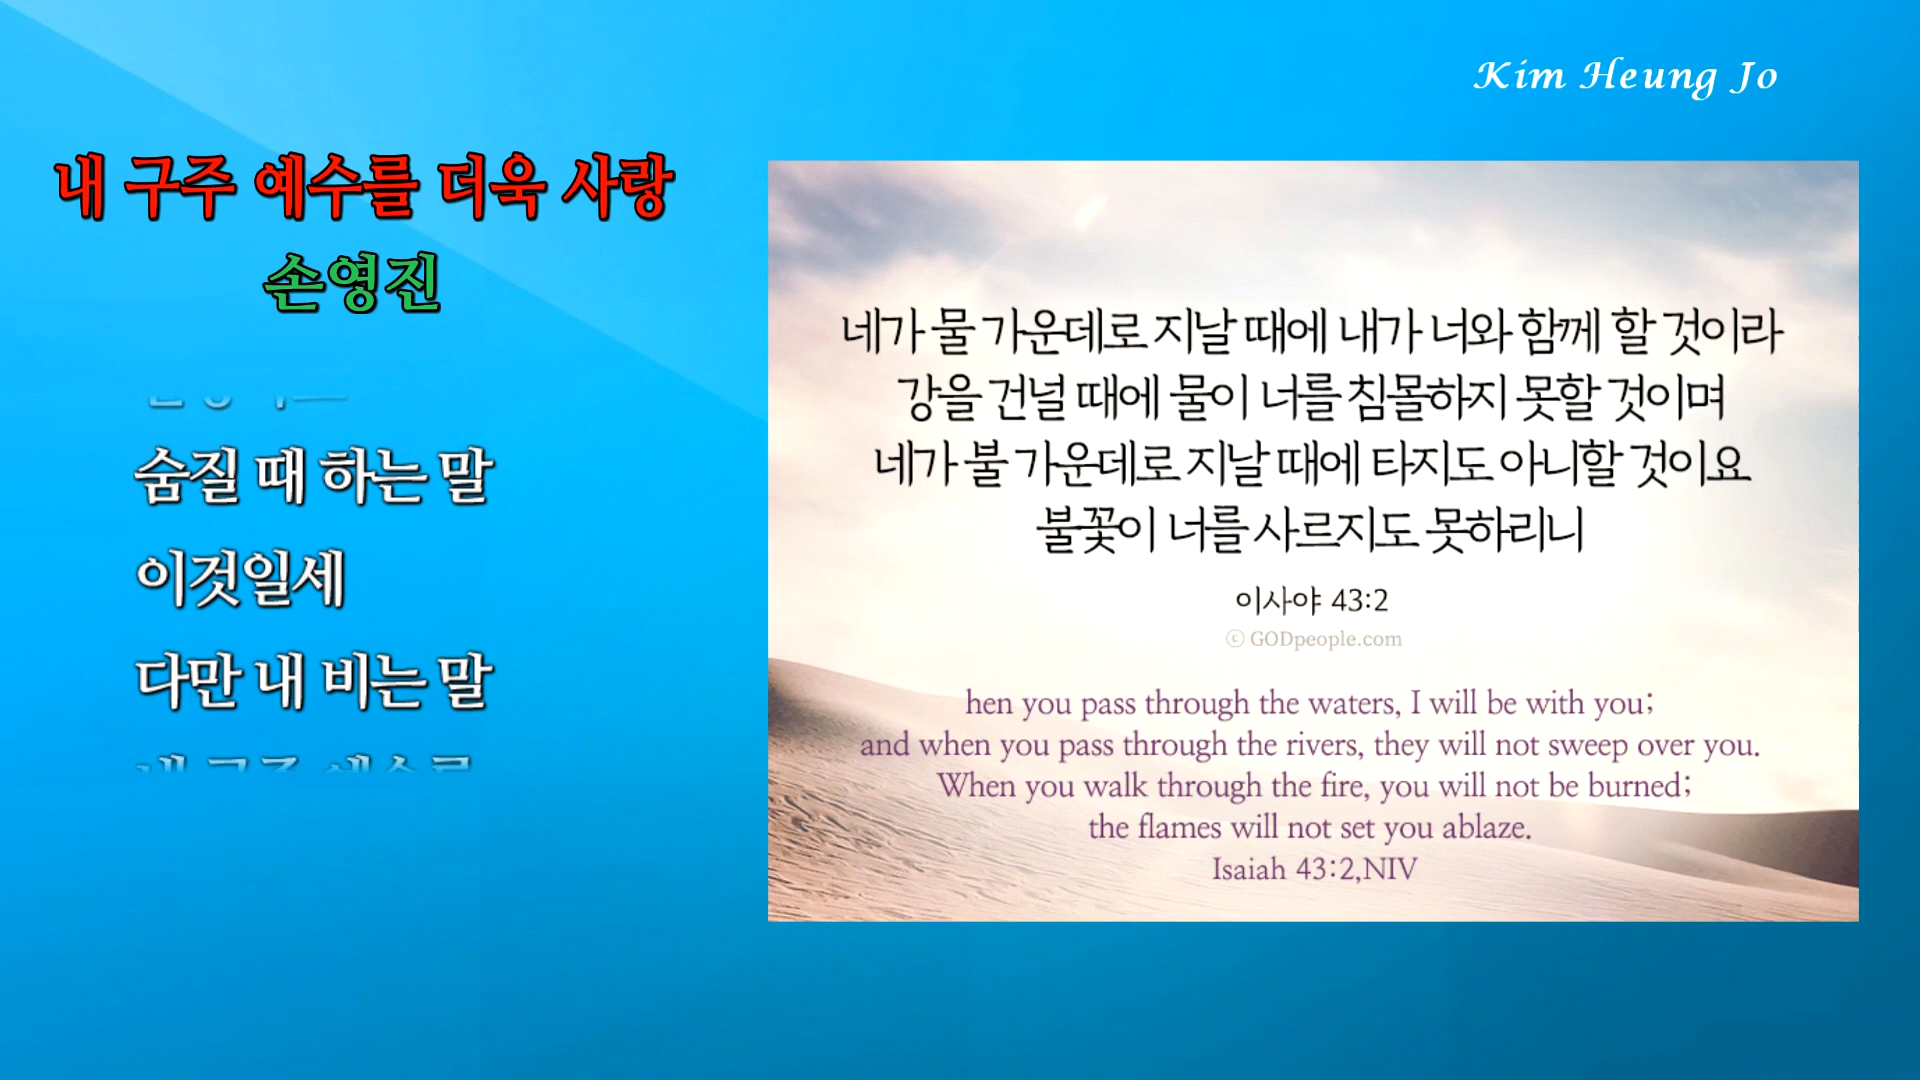 Kim Heung Jo
내 구주 예수를 더욱 사랑
손영진
숨질 때 하는 말
이것일세
다만 내 비는 말
내 구주 예수를
네가 물 가운데로 지날 때에 내가 너와 함께 할 것이라
강을 건널 때에 물이 너를 침몰하지 못할 것이며
네가 불 가운데로 지날 때에 타지도 아니할 것이요
불꽃이 너를 사르지도 못하리니
이사야 43:2
ⓒ GODpeople.com
hen you pass through the waters, I will be with you;
and when you pass through the rivers, they will not sweep over you.
When you walk through the fire, you will not be burned;
the flames will not set you ablaze.
Isaiah 43:2,NIV